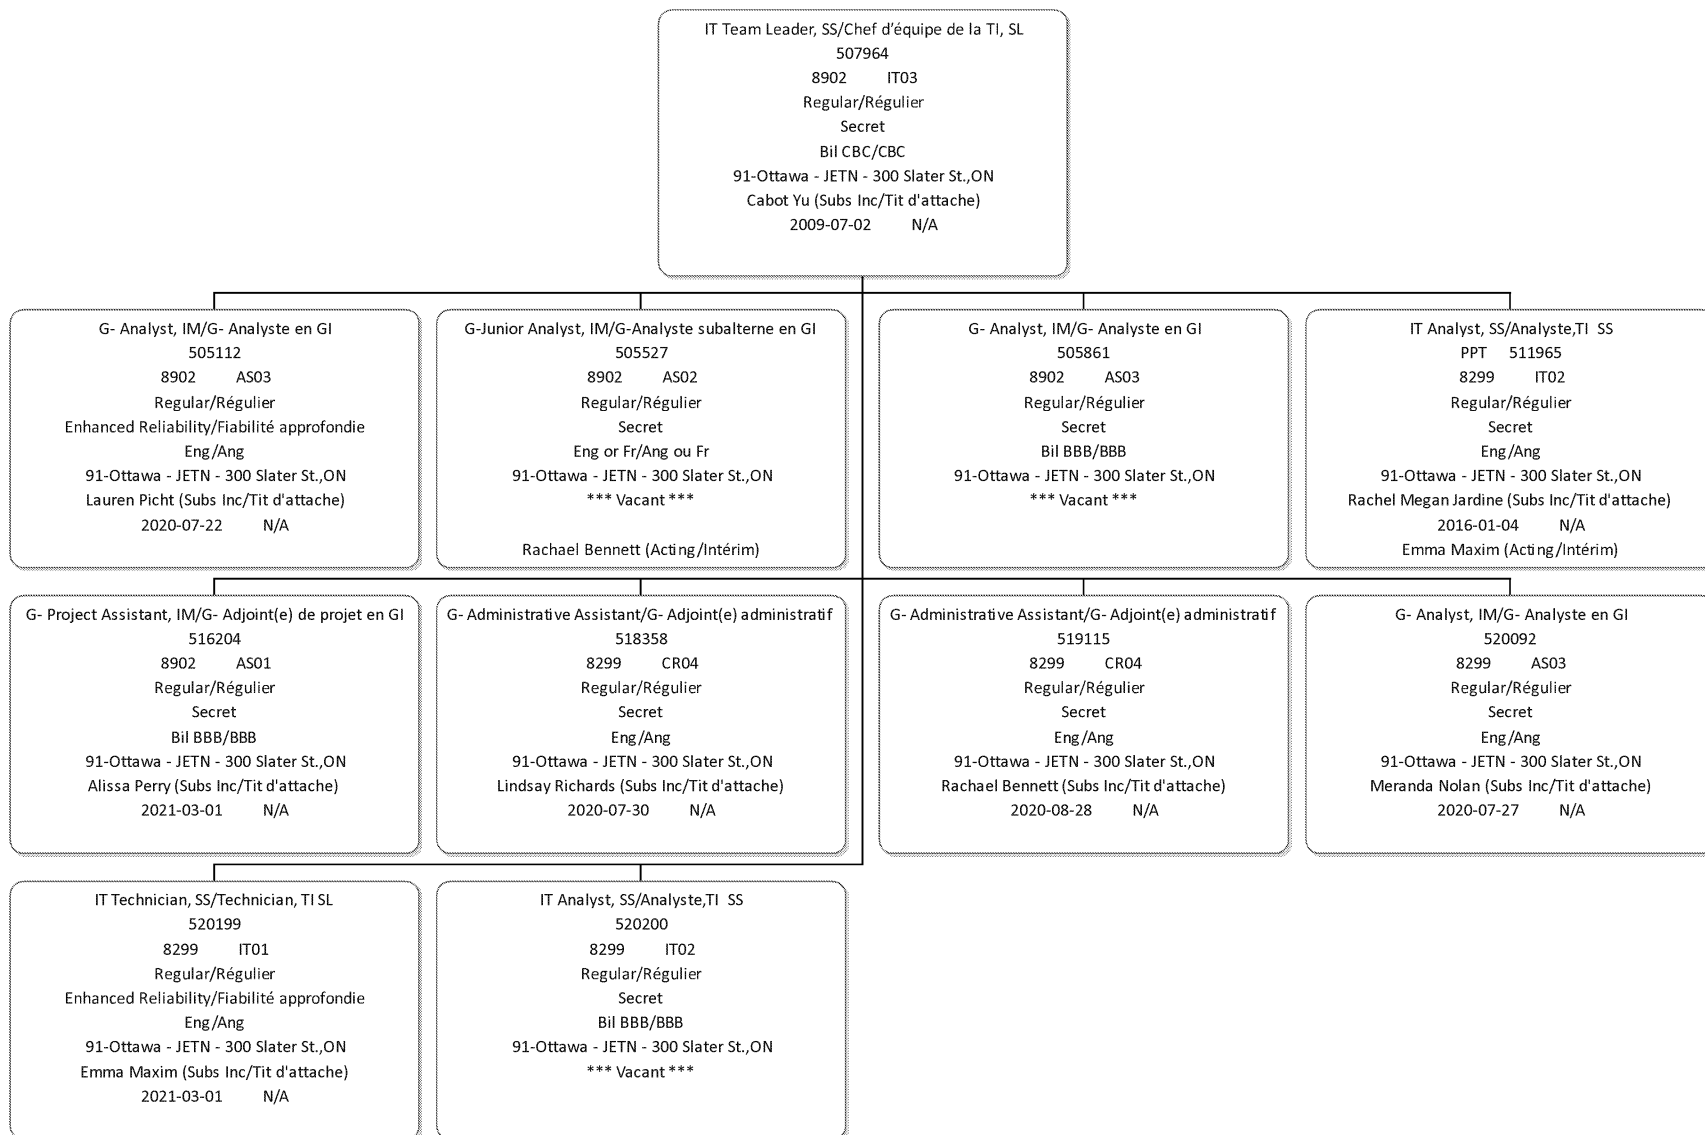 IT Team Leader, SS/Chef d'équipe de la TI, SL
507964
8902 IT03
Regular/Régulier
Secret
Bil CBC/CBC
91-Ottawa - JETN - 300 Slater St.,ON
Cabot Yu (Subs Inc/Tit d'attache)
2009-07-02 N/A
G- Analyst, IM/G- Analyste en GI
505112
8902 AS03
Regular/Régulier
Enhanced Reliability/Fiabilité approfondie
Eng/Ang
91-Ottawa - JETN - 300 Slater St.,ON
Lauren Picht (Subs Inc/Tit d'attache)
2020-07-22 N/A
G-Junior Analyst, IM/G-Analyste subalterne en GI
505527
8902 AS02
Regular/Régulier
Secret
Eng or Fr/Ang ou Fr
91-Ottawa - JETN - 300 Slater St.,ON
*** Vacant ***
Rachael Bennett (Acting/Intérim)
G- Analyst, IM/G- Analyste en GI
505861
8902 AS03
Regular/Régulier
Secret
Bil BBB/BBB
91-Ottawa - JETN - 300 Slater St.,ON
*** Vacant ***
IT Analyst, SS/Analyste,TI SS
PPT 511965
8299 IT02
Regular/Régulier
Secret
Eng/Ang
91-Ottawa - JETN - 300 Slater St.,ON
Rachel Megan Jardine (Subs Inc/Tit d'attache)
2016-01-04 N/A
Emma Maxim (Acting/Intérim)
G- Project Assistant, IM/G- Adjoint(e) de projet en GI
516204
8902 AS01
Regular/Régulier
Secret
Bil BBB/BBB
91-Ottawa - JETN - 300 Slater St.,ON
Alissa Perry (Subs Inc/Tit d'attache)
2021-03-01 N/A
G- Administrative Assistant/G- Adjoint(e) administratif
518358
8299 CR04
Regular/Régulier
Secret
Eng/Ang
91-Ottawa - JETN - 300 Slater St.,ON
Lindsay Richards (Subs Inc/Tit d'attache)
2020-07-30 N/A
G- Administrative Assistant/G- Adjoint(e) administratif
519115
8299 CR04
Regular/Régulier
Secret
Eng/Ang
91-Ottawa - JETN - 300 Slater St.,ON
Rachael Bennett (Subs Inc/Tit d'attache)
2020-08-28 N/A
G- Analyst, IM/G- Analyste en GI
520092
8299 AS03
Regular/Régulier
Secret
Eng/Ang
91-Ottawa - JETN - 300 Slater St.,ON
Meranda Nolan (Subs Inc/Tit d'attache)
2020-07-27 N/A
IT Technician, SS/Technician, TI SL
520199
8299 IT01
Regular/Régulier
Enhanced Reliability/Fiabilité approfondie
Eng/Ang
91-Ottawa - JETN - 300 Slater St.,ON
Emma Maxim (Subs Inc/Tit d'attache)
2021-03-01 N/A
IT Analyst, SS/Analyste,TI SS
520200
8299 IT02
Regular/Régulier
Secret
Bil BBB/BBB
91-Ottawa - JETN - 300 Slater St.,ON
*** Vacant ***